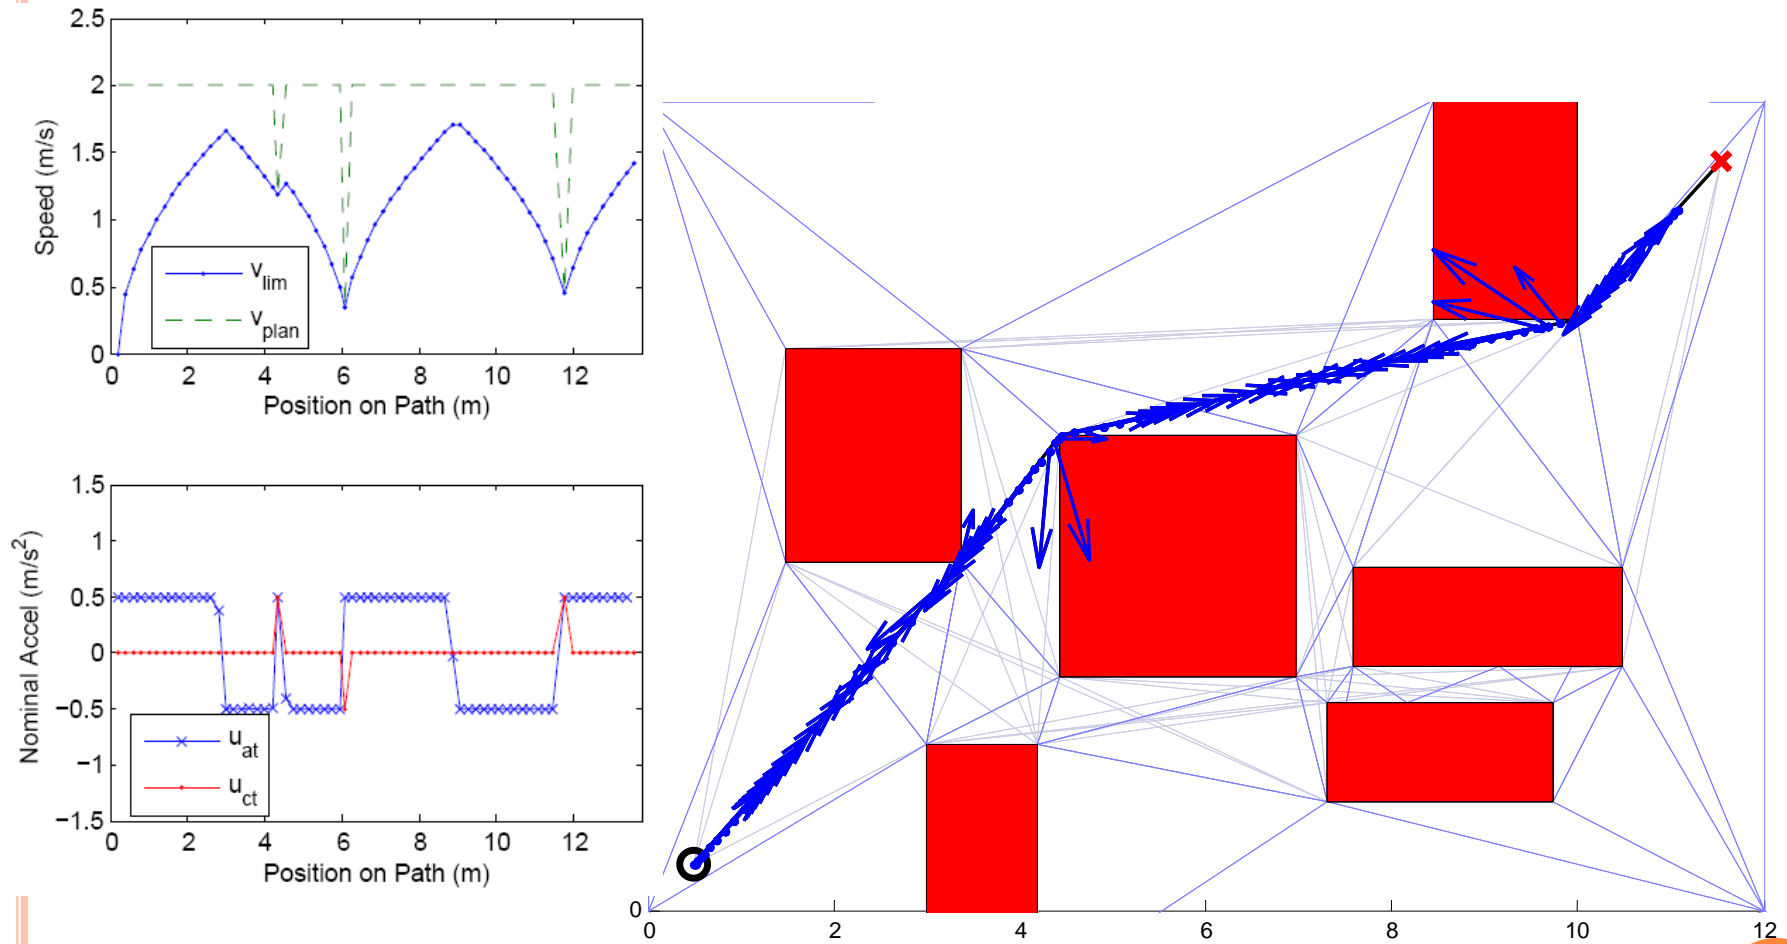 2.5
2
1.5
1
0.5
0
Speed (m/s)
v_lim
v_plan
0 2 4 6 8 10 12
Position on Path (m)
1.5
1
0.5
0
−0.5
−1
−1.5
Nominal Accel (m/s²)
u_at
u_ct
0 2 4 6 8 10 12
Position on Path (m)
0
0 2 4 6 8 10 12